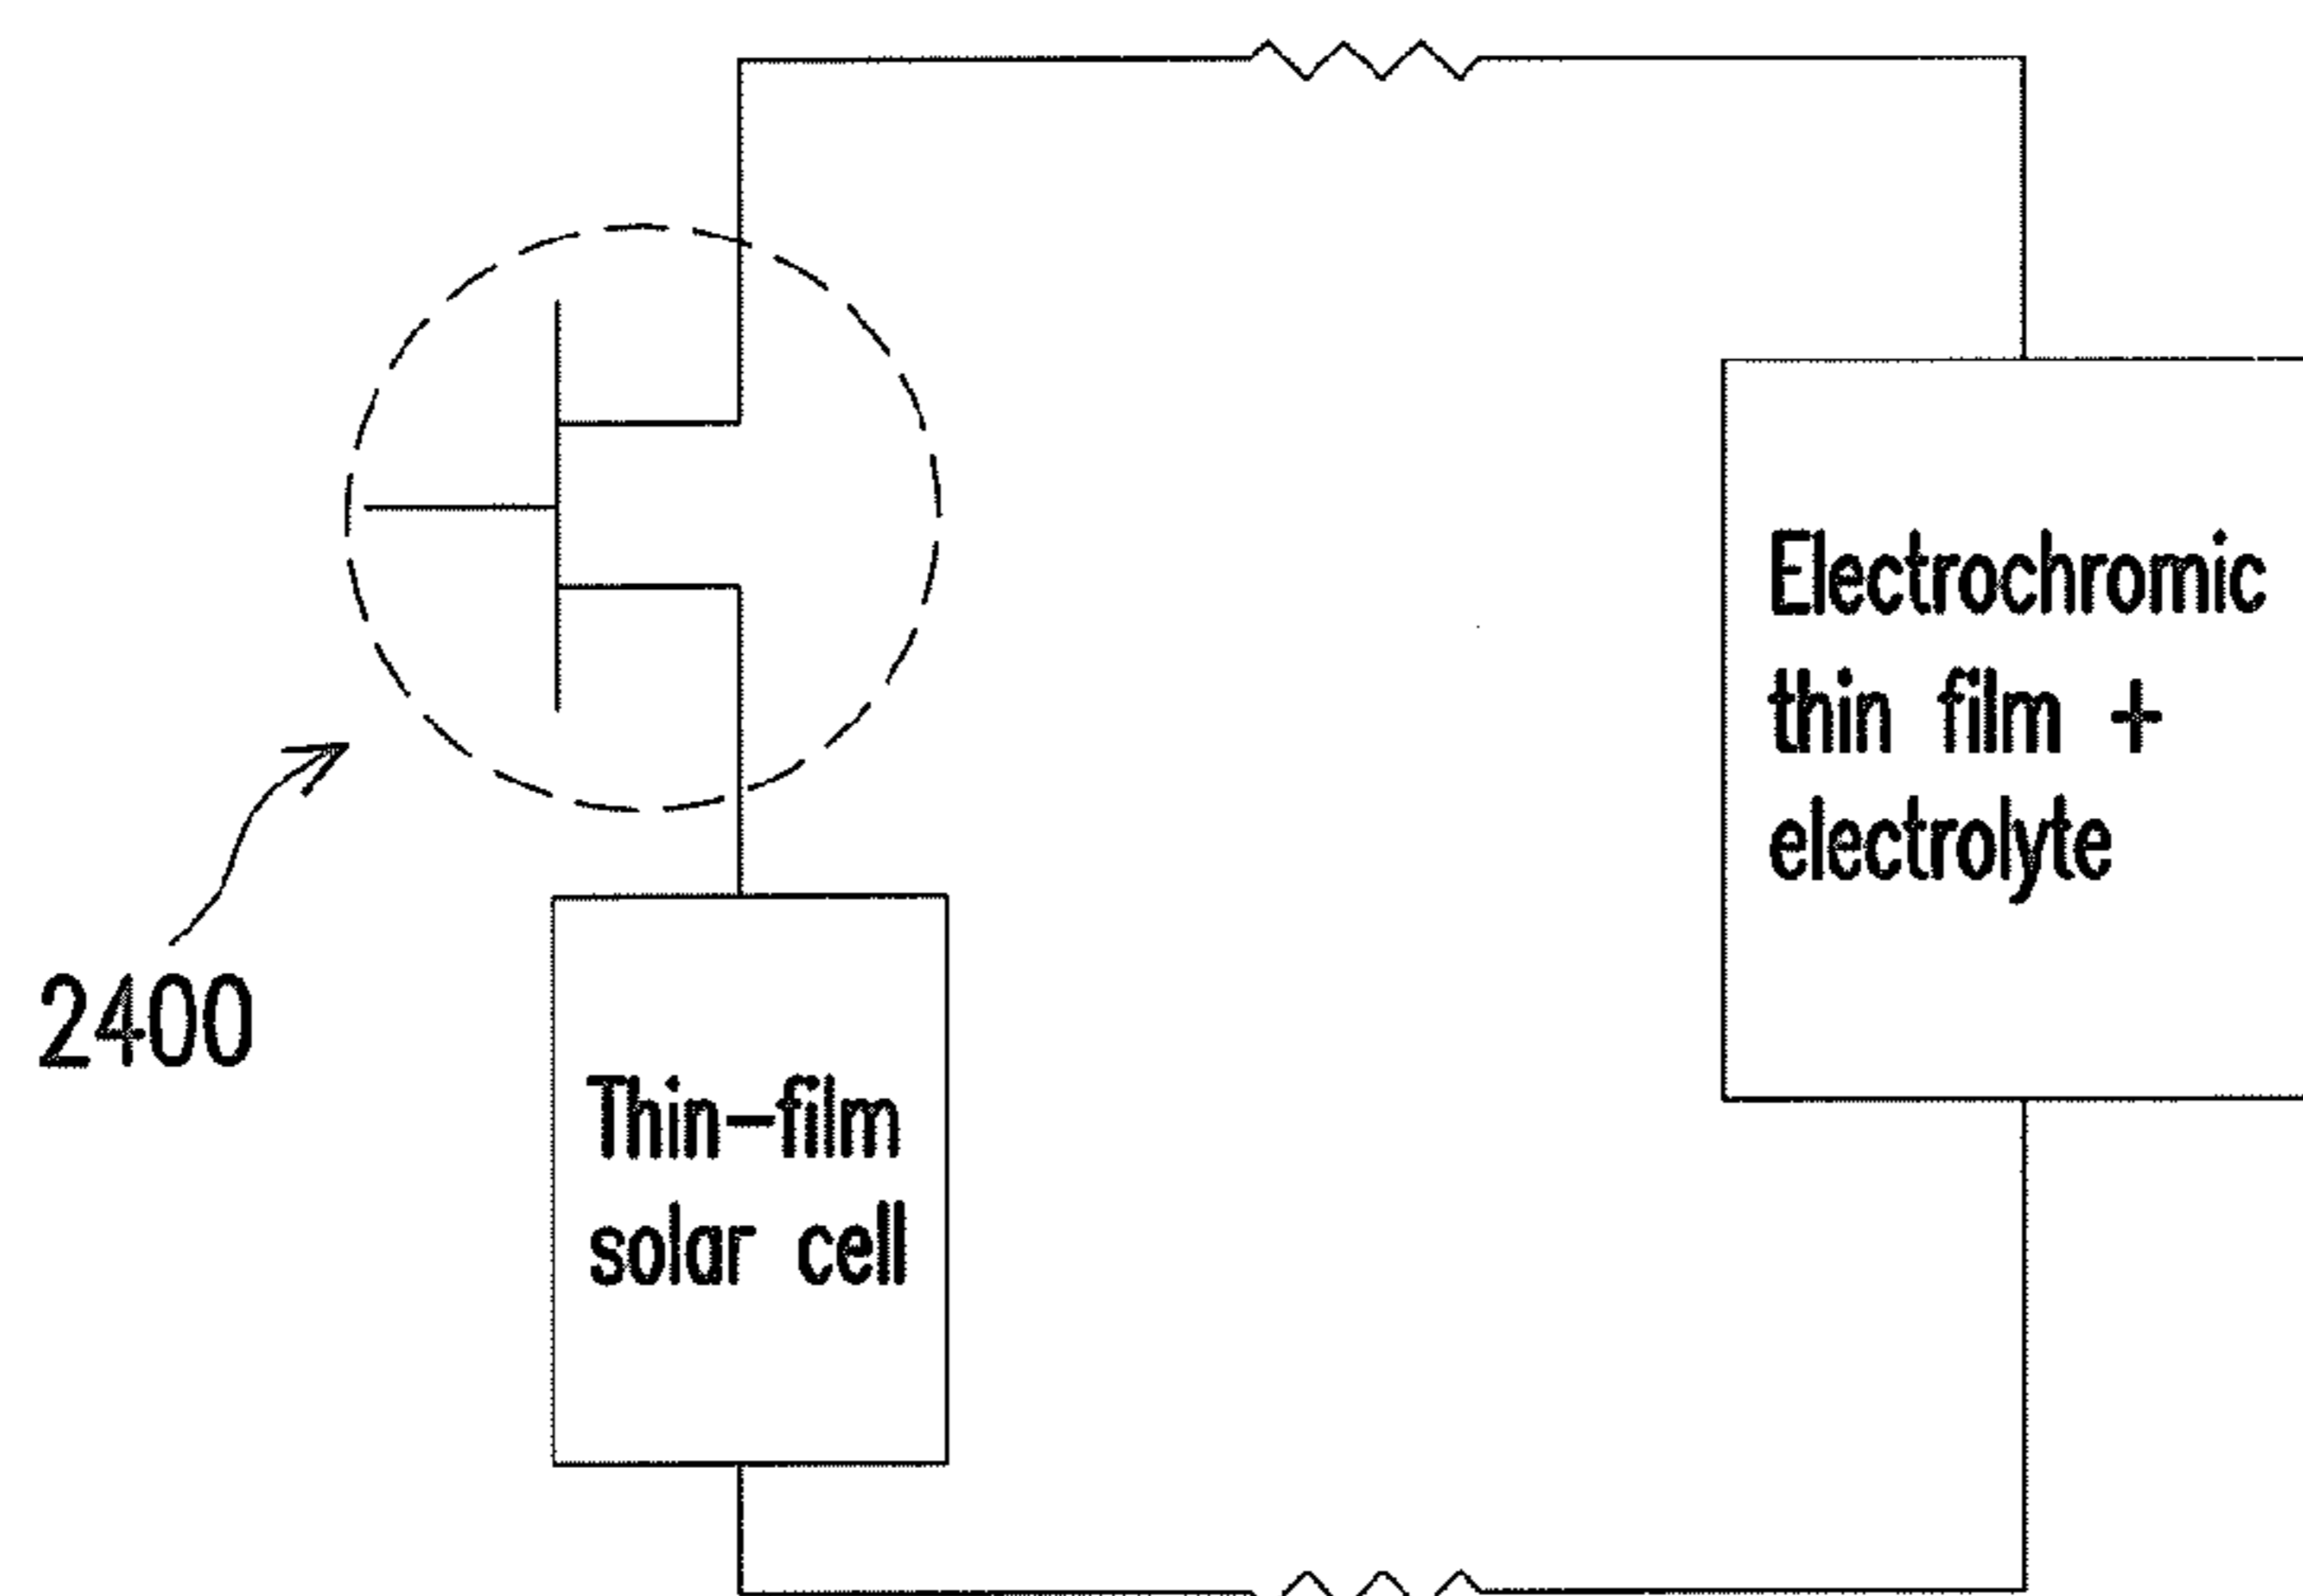 Electrochromic
thin film +
electrolyte
2400
Thin-film
solar cell